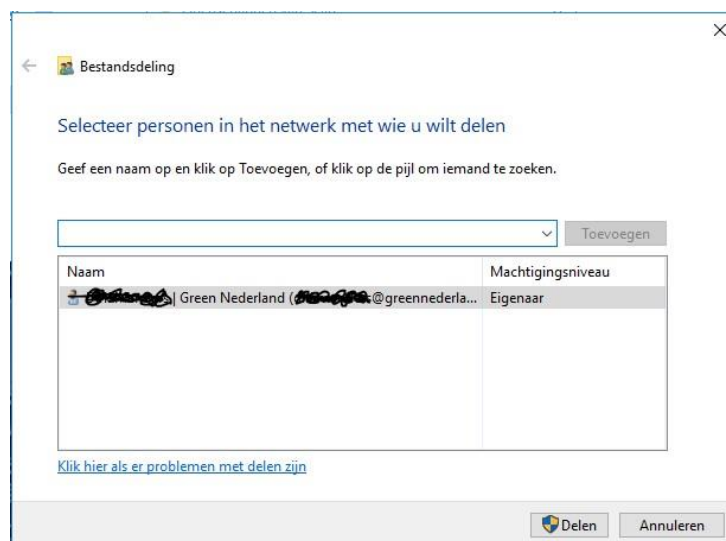 Bestandsdeling
Selecteer personen in het netwerk met wie u wilt delen
Geef een naam op en klik op Toevoegen, of klik op de pijl om iemand te zoeken.
Toevoegen
Naam Machtigingsniveau
| Green Nederland ( @greennederla... Eigenaar
Klik hier als er problemen met delen zijn
Delen Annuleren